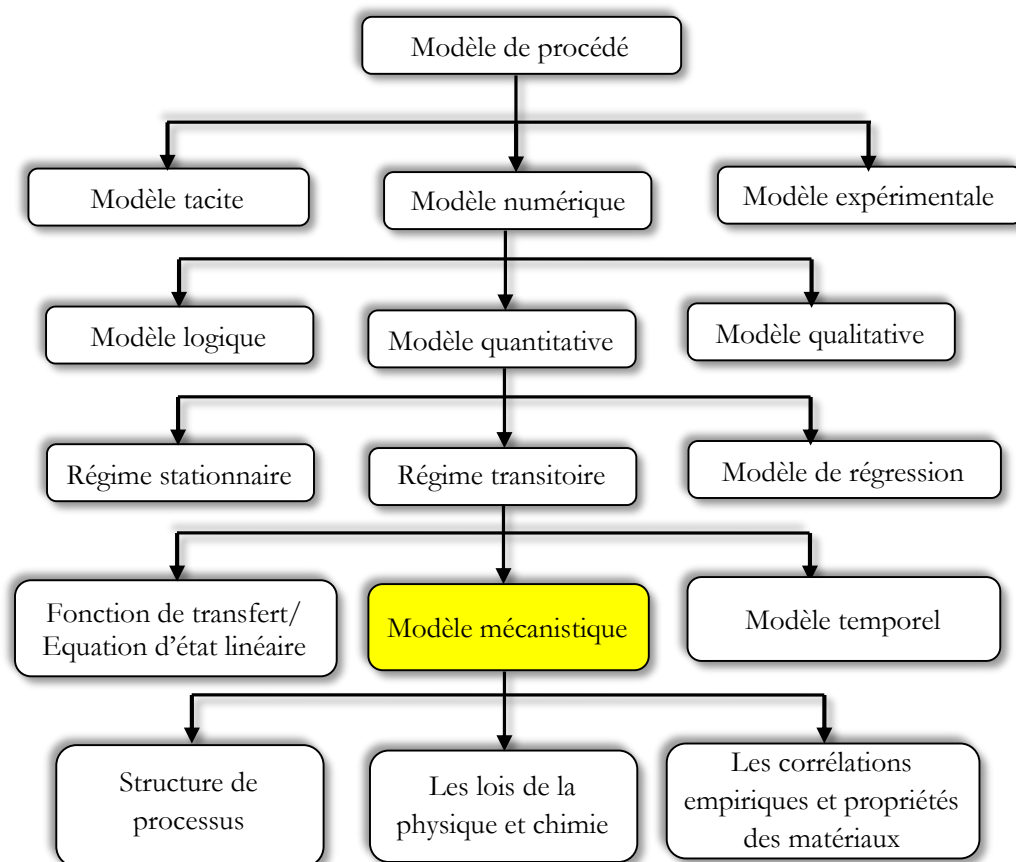 Modèle de procédé
Modèle tacite
Modèle numérique
Modèle expérimentale
Modèle logique
Modèle quantitative
Modèle qualitative
Régime stationnaire
Régime transitoire
Modèle de régression
Fonction de transfert/
Equation d'état linéaire
Modèle mécanistique
Modèle temporel
Structure de
processus
Les lois de la
physique et chimie
Les corrélations
empiriques et propriétés
des matériaux